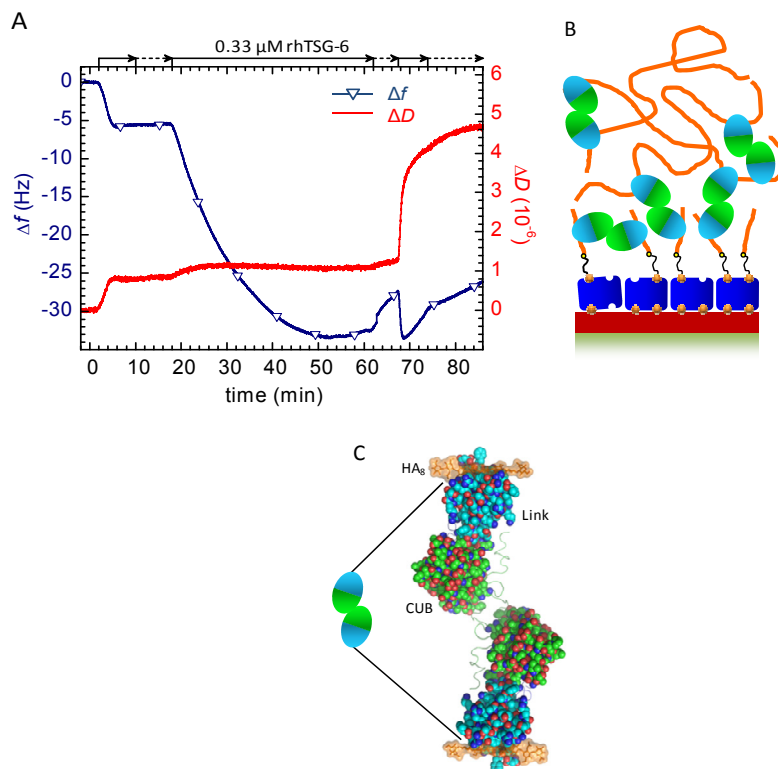 A
B
0.33 µM rhTSG-6
Δf
ΔD
0
-5
-10
-15
-20
-25
-30
Δf (Hz)
6
5
4
3
2
1
0
ΔD (10-6)
0 10 20 30 40 50 60 70 80
time (min)
C
HA8
Link
CUB